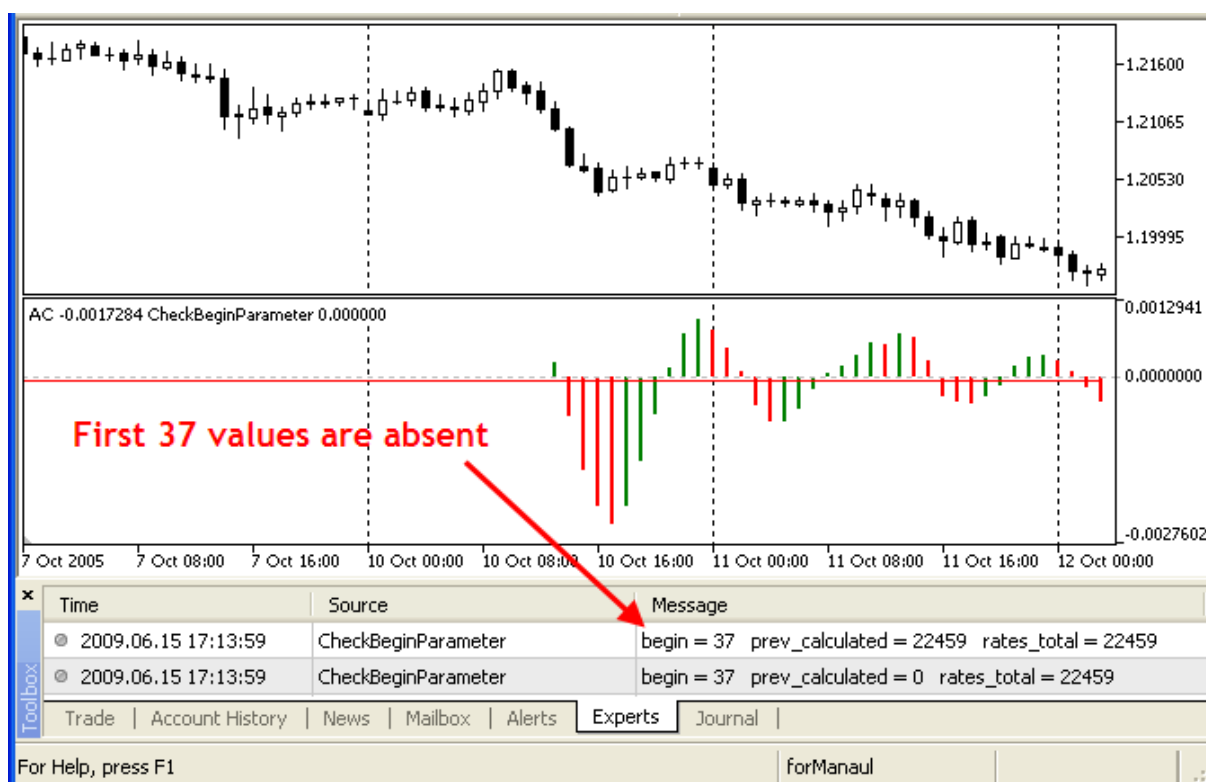 1.21600
1.21065
1.20530
1.19995
AC -0.0017284 CheckBeginParameter 0.000000
0.0012941
0.0000000
First 37 values are absent
-0.0027602
7 Oct 2005 7 Oct 08:00 7 Oct 16:00 10 Oct 00:00 10 Oct 08:00 10 Oct 16:00 11 Oct 00:00 11 Oct 08:00 11 Oct 16:00 12 Oct 00:00
× Time Source Message
2009.06.15 17:13:59 CheckBeginParameter begin = 37 prev_calculated = 22459 rates_total = 22459
2009.06.15 17:13:59 CheckBeginParameter begin = 37 prev_calculated = 0 rates_total = 22459
Toolbox
Trade | Account History | News | Mailbox | Alerts | Experts | Journal |
For Help, press F1 forManaul